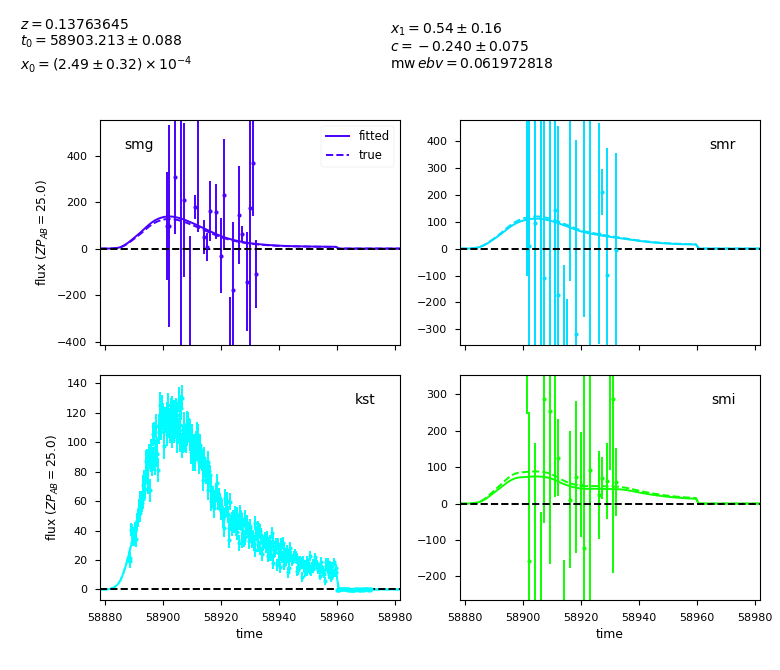 z = 0.13763645
t₀ = 58903.213 ± 0.088
x₀ = (2.49 ± 0.32) × 10⁻⁴
x₁ = 0.54 ± 0.16
c = −0.240 ± 0.075
mw ebv = 0.061972818
smg
fitted
true
flux (ZP_AB = 25.0)
400
200
0
−200
−400
smr
400
300
200
100
0
−100
−200
−300
kst
flux (ZP_AB = 25.0)
140
120
100
80
60
40
20
0
58880 58900 58920 58940 58960 58980
time
smi
300
200
100
0
−100
−200
58880 58900 58920 58940 58960 58980
time